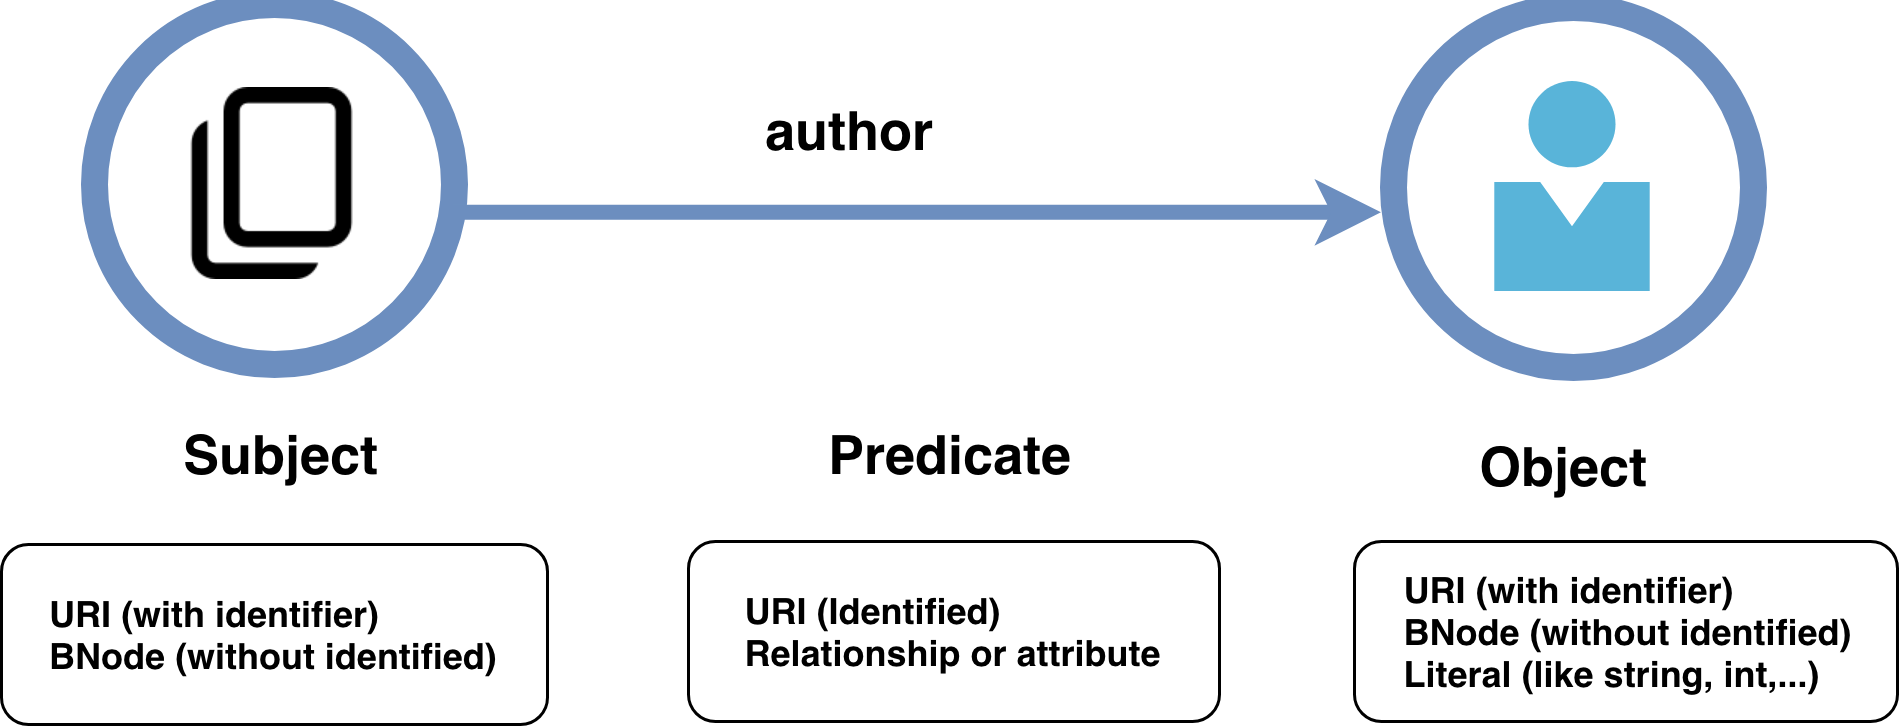 author
Subject
Predicate
Object
URI (with identifier)
BNode (without identified)
URI (Identified)
Relationship or attribute
URI (with identifier)
BNode (without identified)
Literal (like string, int,...)